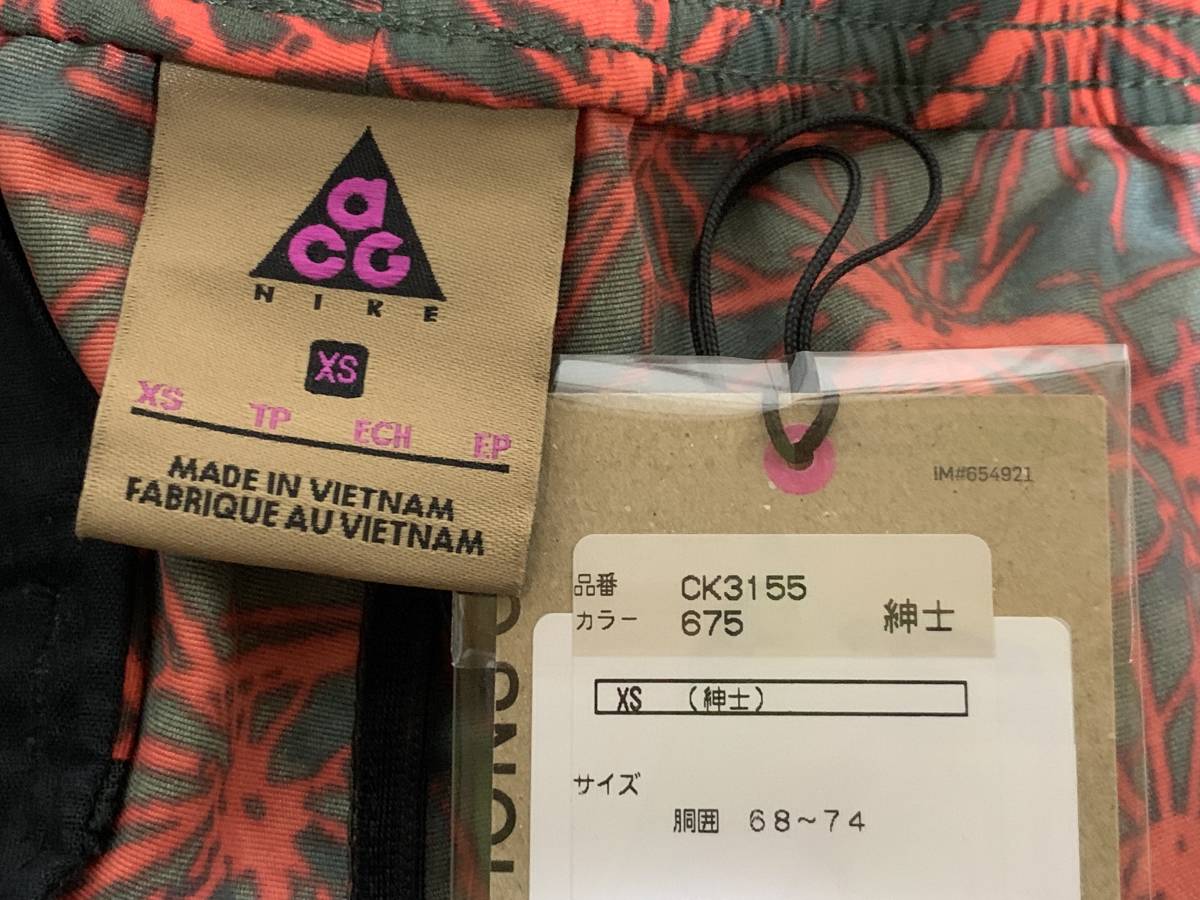 a
CG
NIKE
XS
XS TP ECH EP
MADE IN VIETNAM
FABRIQUE AU VIETNAM
IM#654921
品番 CK3155
カラー 675 紳士
XS (紳士)
サイズ
胴囲 68~74